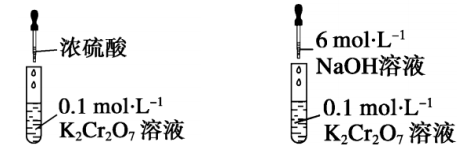 浓硫酸
0.1 mol·L⁻¹
K₂Cr₂O₇ 溶液
6 mol·L⁻¹
NaOH溶液
0.1 mol·L⁻¹
K₂Cr₂O₇ 溶液